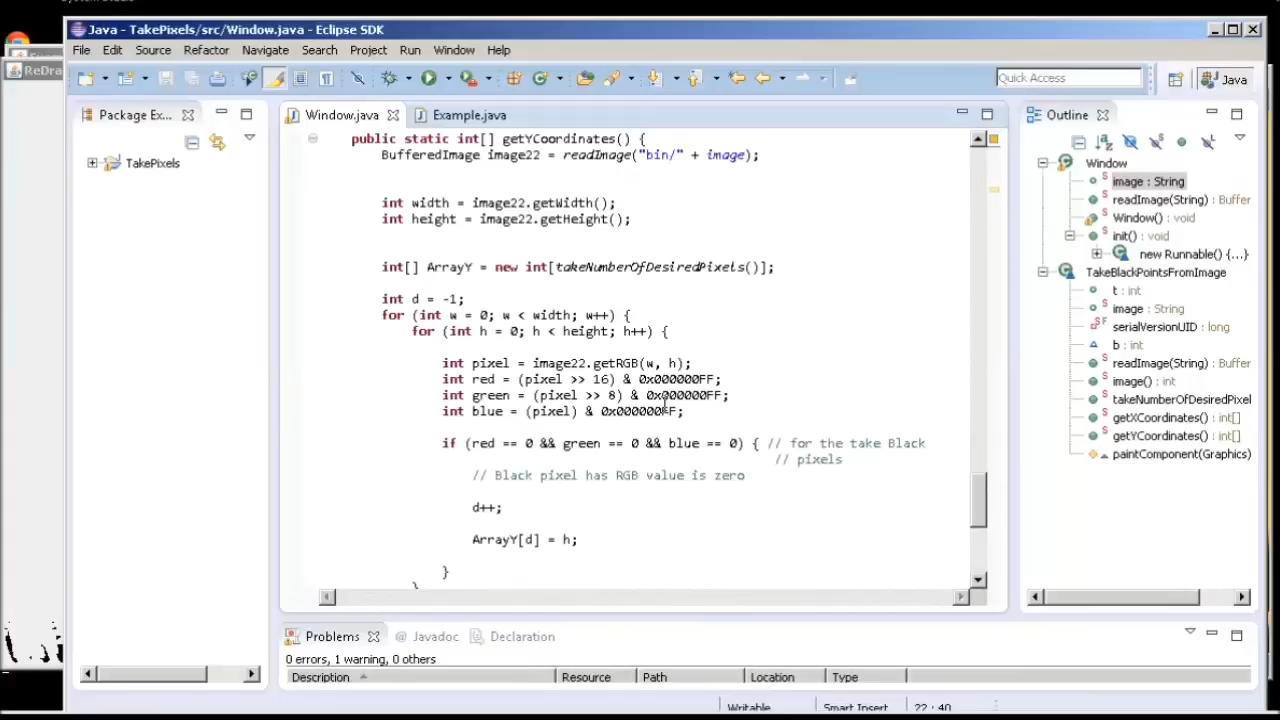 Java - TakePixels/src/Window.java - Eclipse SDK
File Edit Source Refactor Navigate Search Project Run Window Help
ReDra
Quick Access
Java
Package Ex...
Window.java
Example.java
Outline
TakePixels
public static int[] getYCoordinates() {
BufferedImage image22 = readImage("bin/" + image);
int width = image22.getWidth();
int height = image22.getHeight();
int[] ArrayY = new int[takeNumberOfDesiredPixels()];
int d = -1;
for (int w = 0; w < width; w++) {
for (int h = 0; h < height; h++) {
int pixel = image22.getRGB(w, h);
int red = (pixel >> 16) & 0x000000FF;
int green = (pixel >> 8) & 0x000000FF;
int blue = (pixel) & 0x000000FF;
if (red == 0 && green == 0 && blue == 0) { // for the take Black
// pixels
// Black pixel has RGB value is zero
d++;
ArrayY[d] = h;
}
}
Window
image : String
readImage(String) : Buffer
Window() : void
init() : void
new Runnable() {...}
TakeBlackPointsFromImage
t : int
image : String
serialVersionUID : long
b : int
readImage(String) : Buffer
image() : int
takeNumberOfDesiredPixel
getXCoordinates() : int[]
getYCoordinates() : int[]
paintComponent(Graphics)
Problems
@ Javadoc
Declaration
0 errors, 1 warning, 0 others
Description Resource Path Location Type
Writable Smart Insert 22 : 40